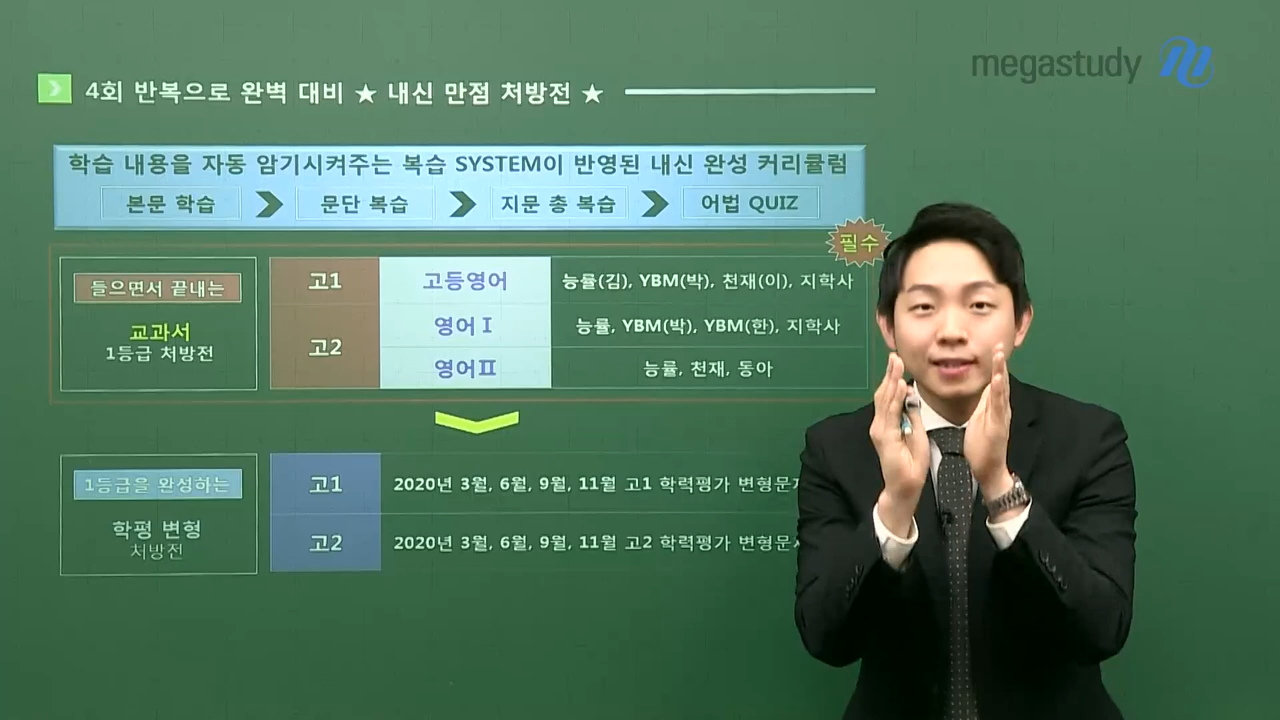 megastudy
4회 반복으로 완벽 대비 ★ 내신 만점 처방전 ★
학습 내용을 자동 암기시켜주는 복습 SYSTEM이 반영된 내신 완성 커리큘럼
본문 학습 문단 복습 지문 총 복습 어법 QUIZ
필수
들으면서 끝내는
교과서
1등급 처방전
고1 고등영어 능률(김), YBM(박), 천재(이), 지학사
고2
영어Ⅰ 능률, YBM(박), YBM(한), 지학사
영어Ⅱ 능률, 천재, 동아
1등급을 완성하는
학평 변형
처방전
고1 2020년 3월, 6월, 9월, 11월 고1 학력평가 변형문
고2 2020년 3월, 6월, 9월, 11월 고2 학력평가 변형문